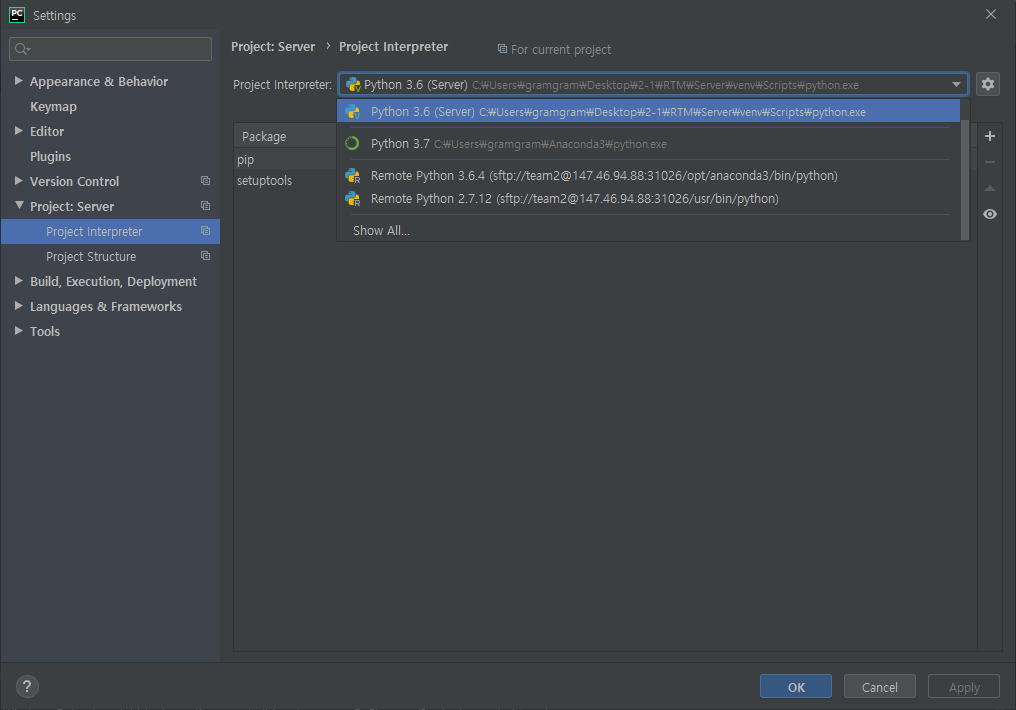 PC Settings
Project: Server › Project Interpreter For current project
Appearance & Behavior
Keymap
Editor
Plugins
Version Control
Project: Server
Project Interpreter
Project Structure
Build, Execution, Deployment
Languages & Frameworks
Tools
Project Interpreter: Python 3.6 (Server) C:₩Users₩gramgram₩Desktop₩2-1₩RTM₩Server₩venv₩Scripts₩python.exe
Python 3.6 (Server) C:₩Users₩gramgram₩Desktop₩2-1₩RTM₩Server₩venv₩Scripts₩python.exe
Python 3.7 C:₩Users₩gramgram₩Anaconda3₩python.exe
Remote Python 3.6.4 (sftp://team2@147.46.94.88:31026/opt/anaconda3/bin/python)
Remote Python 2.7.12 (sftp://team2@147.46.94.88:31026/usr/bin/python)
Show All...
Package
pip
setuptools
? OK Cancel Apply